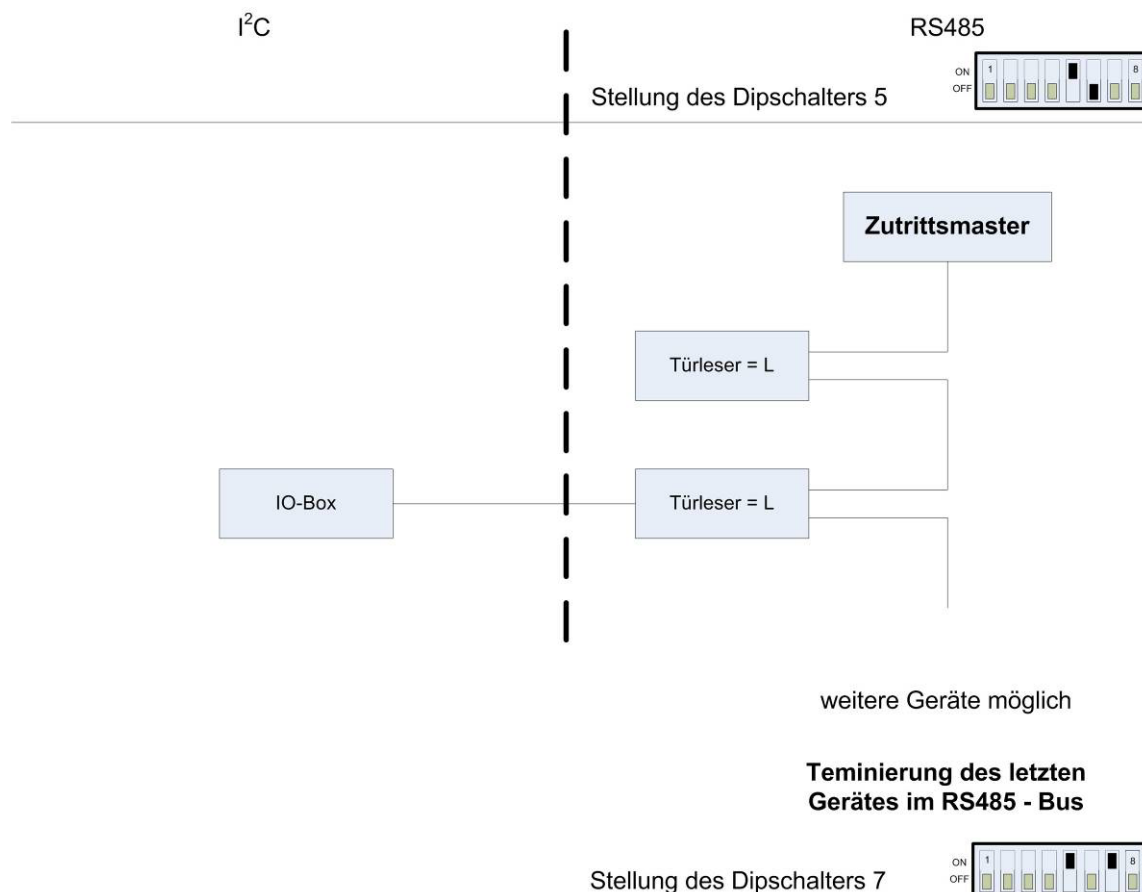 I²C
RS485
Stellung des Dipschalters 5
ON
OFF
1
8
Zutrittsmaster
Türleser = L
IO-Box
Türleser = L
weitere Geräte möglich
Teminierung des letzten
Gerätes im RS485 - Bus
Stellung des Dipschalters 7
ON
OFF
1
8